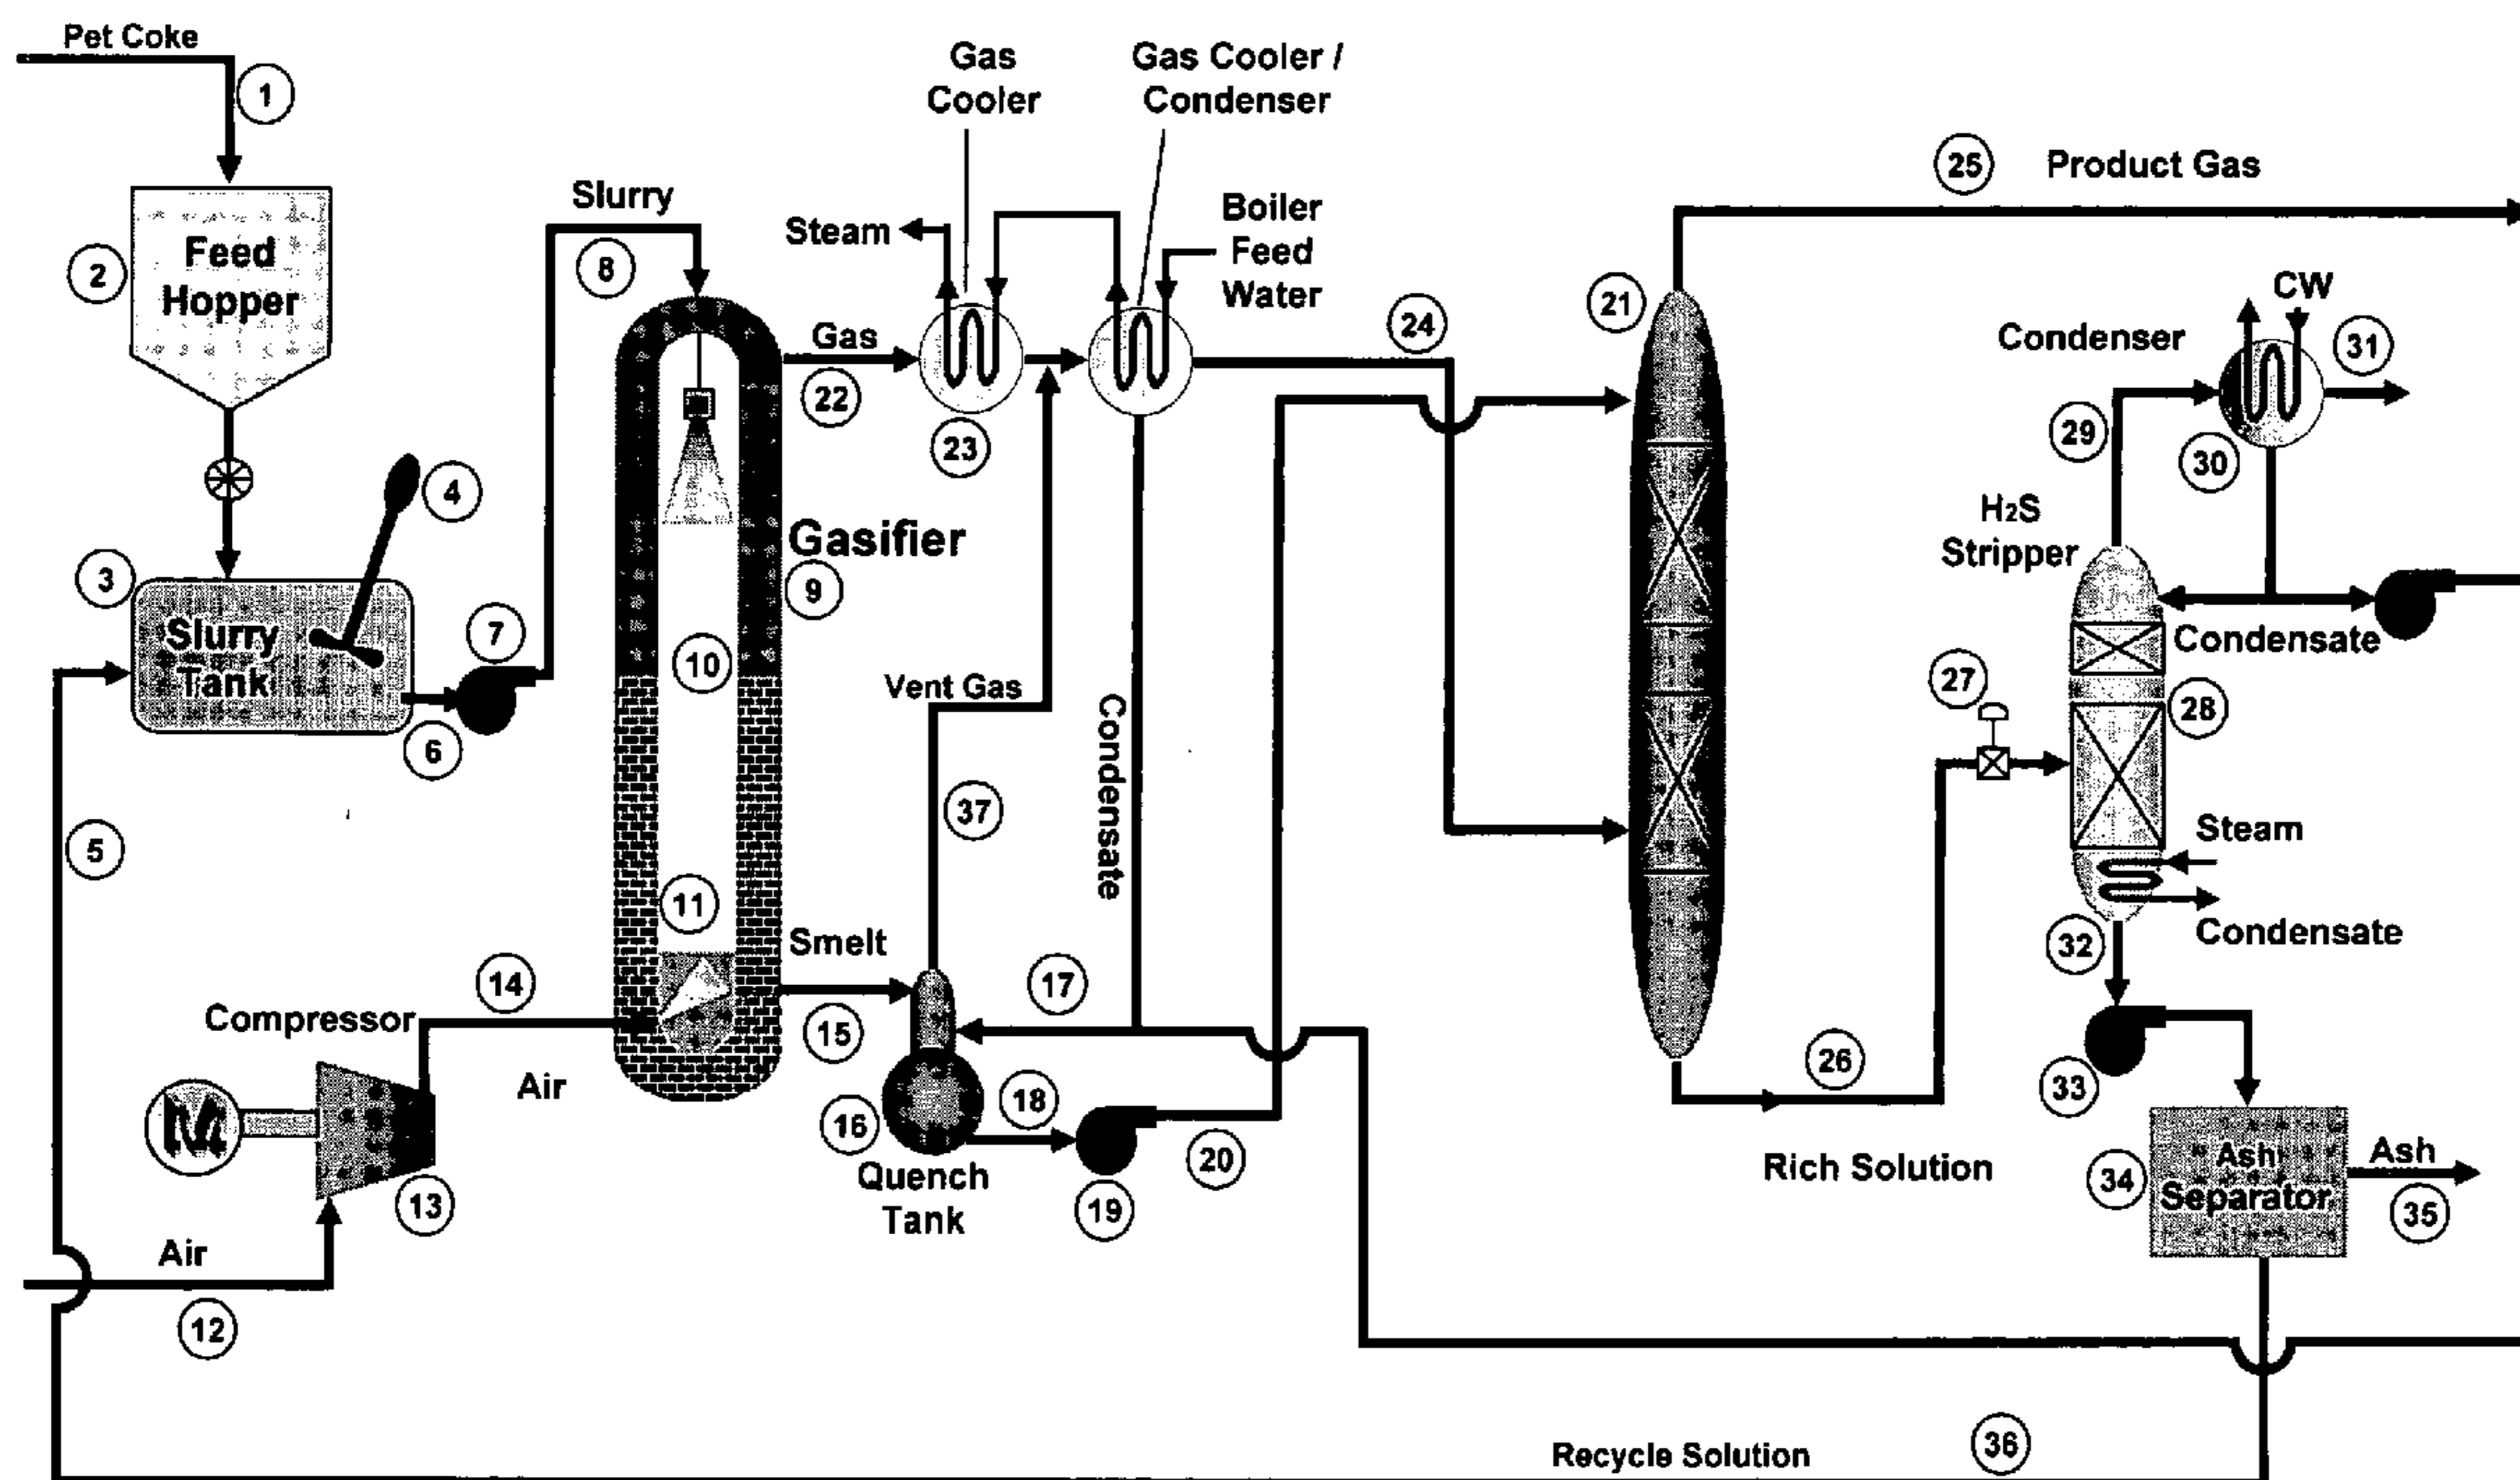 Pet Coke
1
Feed
Hopper
2
3
4
Slurry
Tank
5
6
7
Slurry
8
Gas
Cooler
Gas Cooler /
Condenser
Steam
Boiler
Feed
Water
Gas
22
23
24
Gasifier
9
10
11
Vent Gas
37
Condensate
Smelt
15
17
14
Compressor
Air
M
13
Air
12
16
Quench
Tank
18
19
20
21
25
Product Gas
CW
Condenser
31
29
30
H2S
Stripper
Condensate
27
28
Steam
Condensate
32
33
26
Rich Solution
34
Ash
Separator
Ash
35
Recycle Solution
36